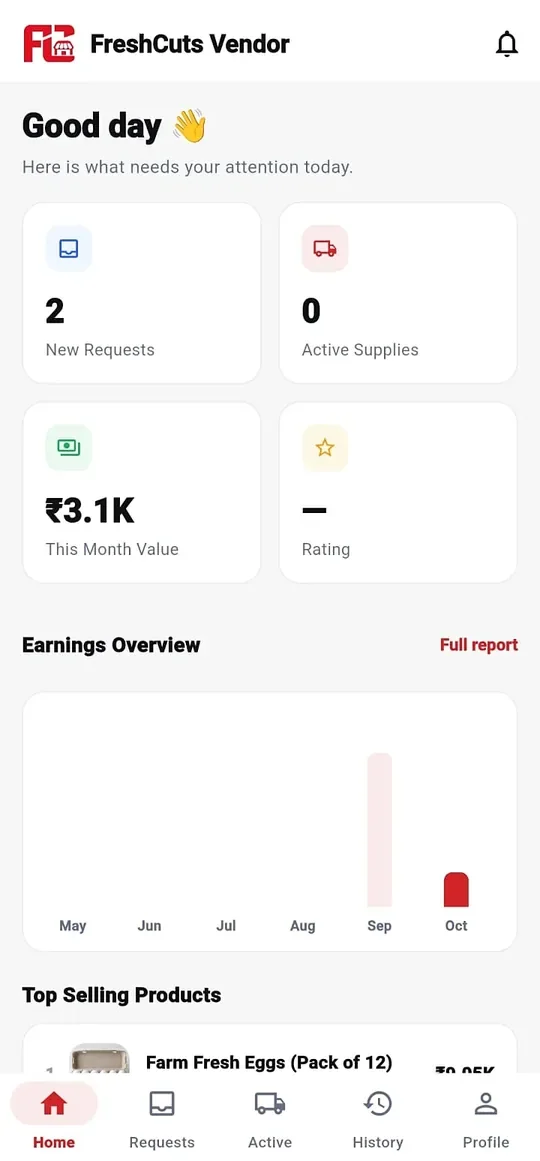 FreshCuts Vendor
Good day 👋
Here is what needs your attention today.
2
New Requests
0
Active Supplies
₹3.1K
This Month Value
—
Rating
Earnings Overview
Full report
May Jun Jul Aug Sep Oct
Top Selling Products
Farm Fresh Eggs (Pack of 12)
Home Requests Active History Profile